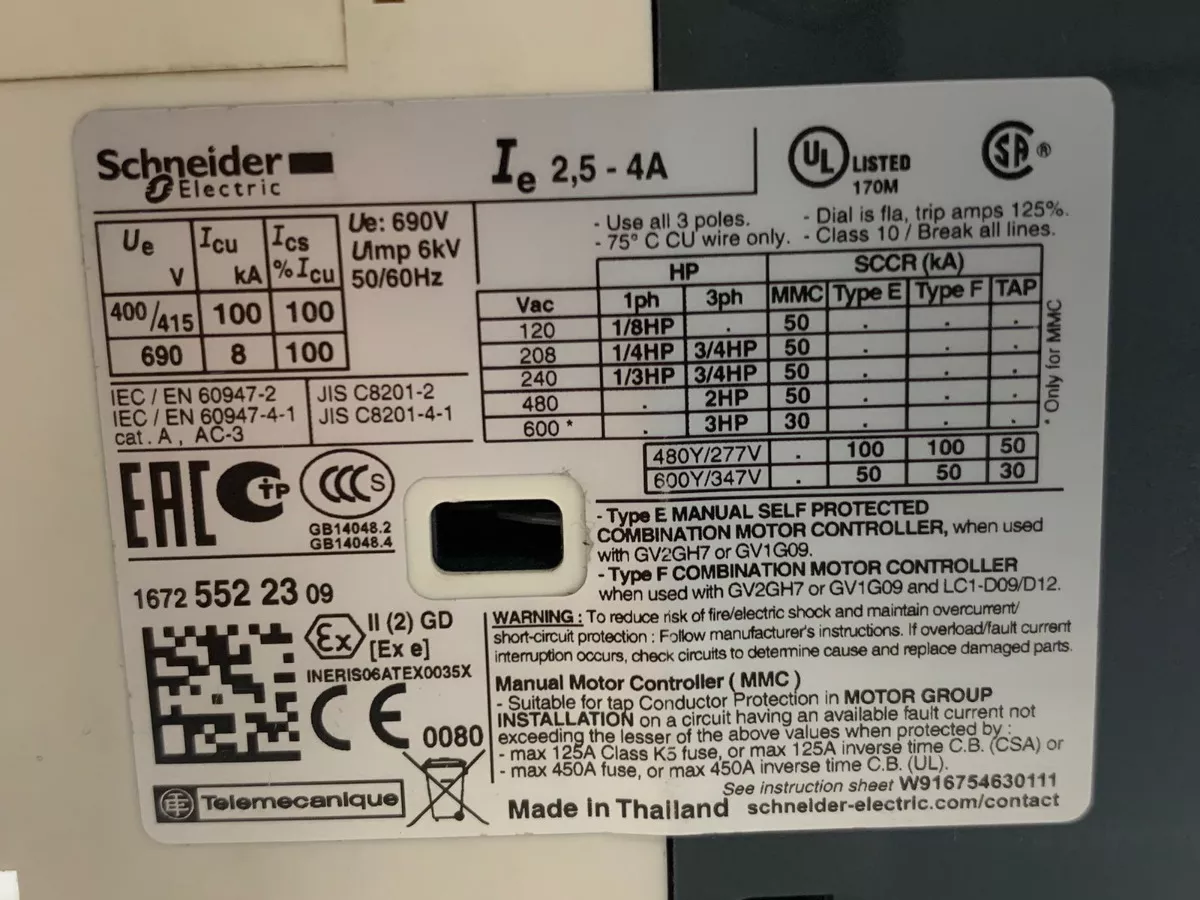 Schneider Electric
Ie 2,5 - 4A
UL LISTED 170M
SA ®
Ue V Icu kA Ics %Icu
400/415 100 100
690 8 100
Ue: 690V
UImp 6kV
50/60Hz
IEC / EN 60947-2
IEC / EN 60947-4-1
cat. A , AC-3
JIS C8201-2
JIS C8201-4-1
- Use all 3 poles.
- 75° C CU wire only.
- Dial is fla, trip amps 125%.
- Class 10 / Break all lines.
HP SCCR (kA)
Vac 1ph 3ph MMC Type E Type F TAP
120 1/8HP . 50 . . .
208 1/4HP 3/4HP 50 . . .
240 1/3HP 3/4HP 50 . . .
480 . 2HP 50 . . .
600 * . 3HP 30 . . .
480Y/277V . 100 100 50
600Y/347V . 50 50 30
* Only for MMC
EAC
TP
CCC S
GB14048.2
GB14048.4
1672 552 23 09
Ex II (2) GD
[Ex e]
INERIS06ATEX0035X
CE 0080
Telemecanique
- Type E MANUAL SELF PROTECTED
COMBINATION MOTOR CONTROLLER, when used
with GV2GH7 or GV1G09.
- Type F COMBINATION MOTOR CONTROLLER
when used with GV2GH7 or GV1G09 and LC1-D09/D12.
WARNING : To reduce risk of fire/electric shock and maintain overcurrent/
short-circuit protection : Follow manufacturer's instructions. If overload/fault current
interruption occurs, check circuits to determine cause and replace damaged parts.
Manual Motor Controller ( MMC )
- Suitable for tap Conductor Protection in MOTOR GROUP
INSTALLATION on a circuit having an available fault current not
exceeding the lesser of the above values when protected by :
- max 125A Class K5 fuse, or max 125A inverse time C.B. (CSA) or
- max 450A fuse, or max 450A inverse time C.B. (UL).
See instruction sheet W916754630111
Made in Thailand schneider-electric.com/contact